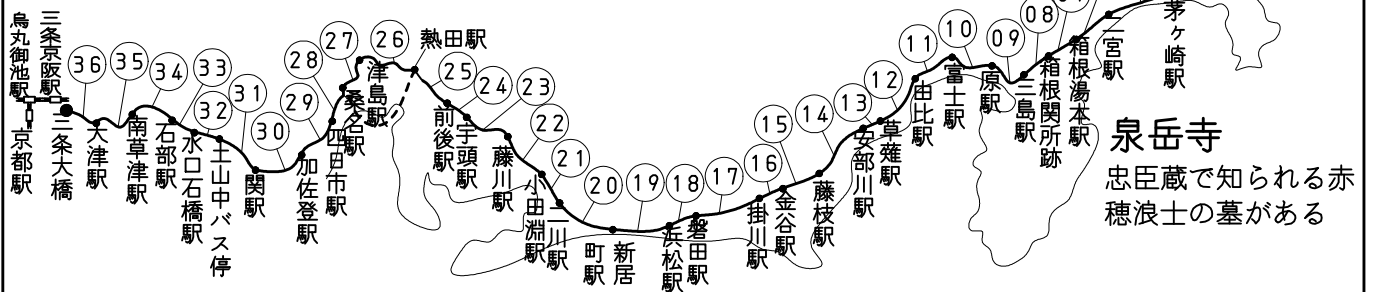 烏丸御池駅
三条京阪駅
京都駅
三条大橋
36
大津駅
35
南草津駅
34
石部駅
33
水口石橋駅
32
土山中バス停
31
関駅
30
加佐登駅
29
四日市駅
28
桑名駅
27
津島駅
26
熱田駅
25
前後駅
24
宇頭駅
23
藤川駅
22
小田淵駅
21
二川駅
20
新居
町駅
19
浜松駅
18
磐田駅
17
掛川駅
16
金谷駅
15
藤枝駅
14
安部川駅
13
草薙駅
12
由比駅
11
富士駅
10
原駅
09
三島駅
08
箱根関所跡
箱根湯本駅
二宮駅
茅ヶ崎駅
泉岳寺
忠臣蔵で知られる赤
穂浪士の墓がある